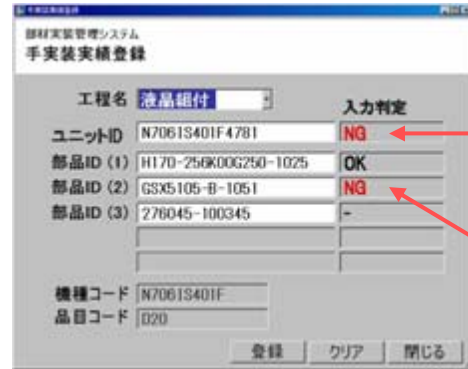 部材実装管理システム
手実装実績登録
工程名 液晶組付 入力判定
ユニットID N7061S401F4781 NG
部品ID (1) H170-256K00G250-1025 OK
部品ID (2) GSX5105-B-1051 NG
部品ID (3) 276045-100345 -
機種コード N7061S401F
品目コード D20
登録 クリア 閉じる